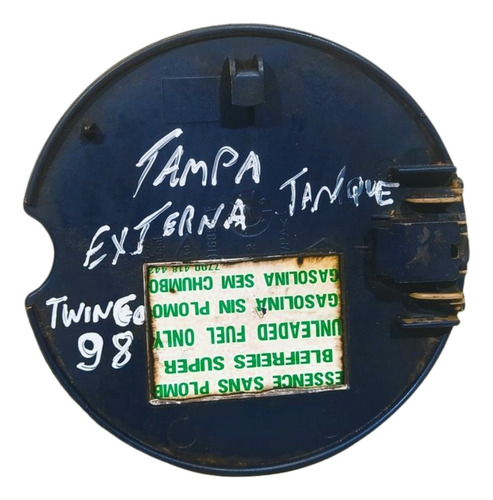 TAMPA
EXTERNA TANQUE
TWINGO
98
ESSENCE SANS PLOMB
BLEIFREIES SUPER
UNLEADED FUEL ONLY
GASOLINA SIN PLOMO
GASOLINA SEM CHUMBO